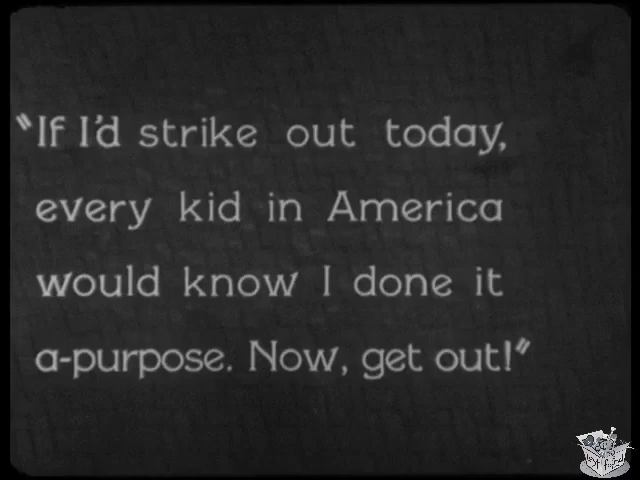 "If I'd strike out today,
every kid in America
would know I done it
a-purpose. Now, get out!"